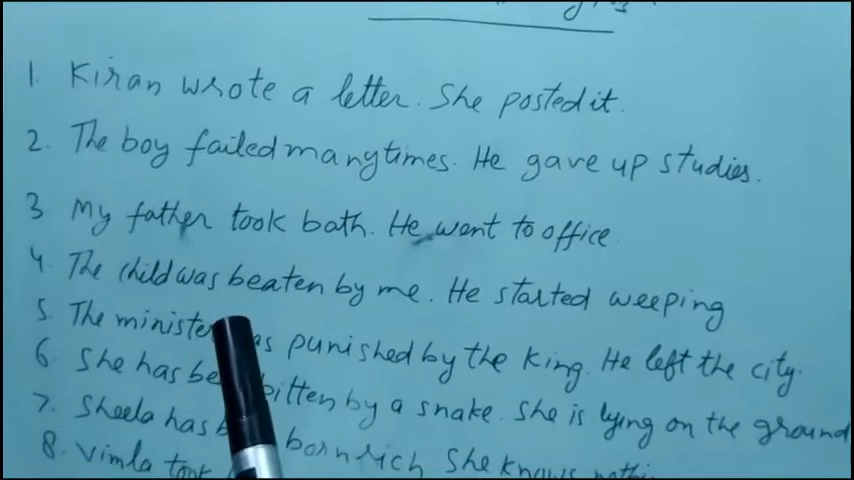 1. Kiran wrote a letter. She posted it.
2. The boy failed many times. He gave up studies.
3 My father took bath. He went to office.
4. The child was beaten by me. He started weeping
5. The minister punished by the King. He left the city.
6 She has bitten by a snake. She is lying on the ground
7. Sheela has born rich She knows
8. Vimla took